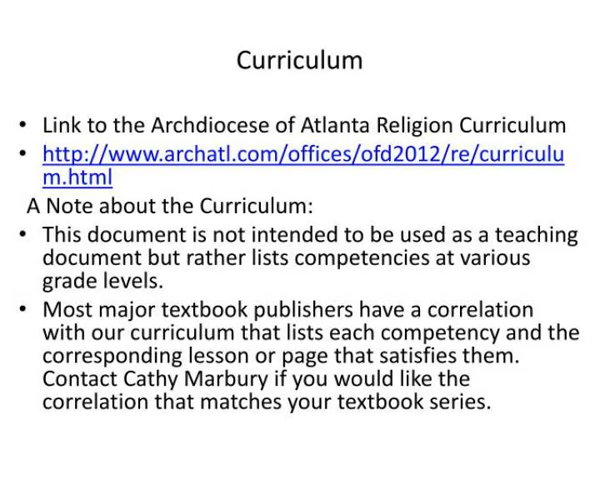 Curriculum
• Link to the Archdiocese of Atlanta Religion Curriculum
• http://www.archatl.com/offices/ofd2012/re/curriculu
m.html
A Note about the Curriculum:
• This document is not intended to be used as a teaching
document but rather lists competencies at various
grade levels.
• Most major textbook publishers have a correlation
with our curriculum that lists each competency and the
corresponding lesson or page that satisfies them.
Contact Cathy Marbury if you would like the
correlation that matches your textbook series.